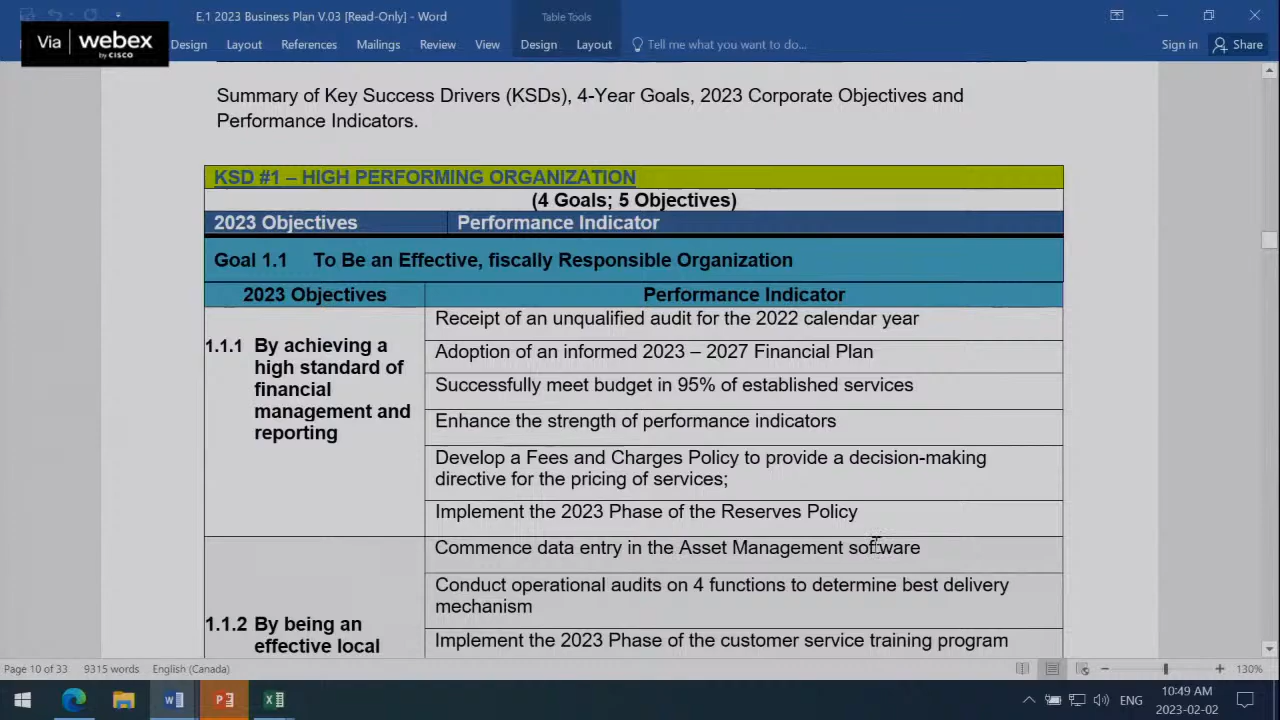 E.1 2023 Business Plan V.03 [Read-Only] - Word
Table Tools
Via webex
by CISCO
Design
Layout
References
Mailings
Review
View
Design
Layout
Tell me what you want to do...
Sign in
Share
Summary of Key Success Drivers (KSDs), 4-Year Goals, 2023 Corporate Objectives and
Performance Indicators.
KSD #1 – HIGH PERFORMING ORGANIZATION
(4 Goals; 5 Objectives)
2023 Objectives
Performance Indicator
Goal 1.1 To Be an Effective, fiscally Responsible Organization
2023 Objectives
Performance Indicator
1.1.1 By achieving a
high standard of
financial
management and
reporting
Receipt of an unqualified audit for the 2022 calendar year
Adoption of an informed 2023 – 2027 Financial Plan
Successfully meet budget in 95% of established services
Enhance the strength of performance indicators
Develop a Fees and Charges Policy to provide a decision-making
directive for the pricing of services;
Implement the 2023 Phase of the Reserves Policy
1.1.2 By being an
effective local
Commence data entry in the Asset Management software
Conduct operational audits on 4 functions to determine best delivery
mechanism
Implement the 2023 Phase of the customer service training program
Page 10 of 33
9315 words
English (Canada)
130%
ENG
10:49 AM
2023-02-02